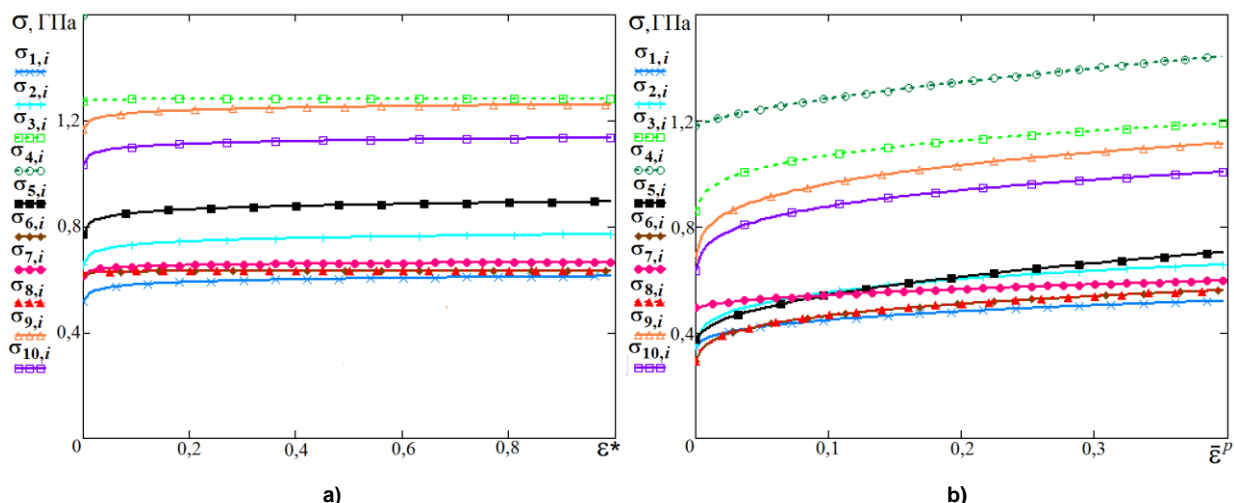 σ, ГПа
σ1,i
σ2,i
σ3,i
σ4,i
σ5,i
σ6,i
σ7,i
σ8,i
σ9,i
σ10,i
1,2
0,8
0,4
0
0,2
0,4
0,6
0,8
ε*
a)
σ, ГПа
σ1,i
σ2,i
σ3,i
σ4,i
σ5,i
σ6,i
σ7,i
σ8,i
σ9,i
σ10,i
1,2
0,8
0,4
0
0
0,1
0,2
0,3
ε̄ᵖ
b)